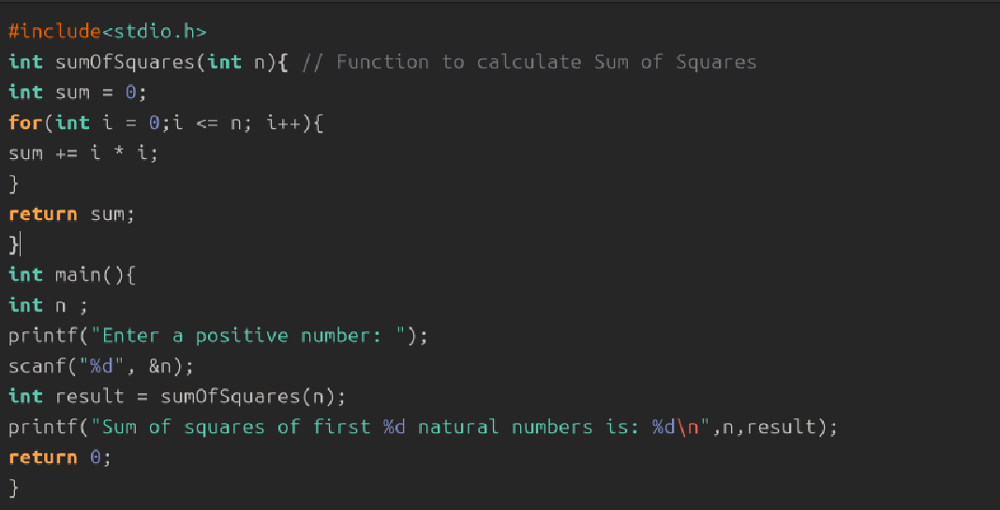 #include<stdio.h>
int sumOfSquares(int n){ // Function to calculate Sum of Squares
int sum = 0;
for(int i = 0;i <= n; i++){
sum += i * i;
}
return sum;
}
int main(){
int n ;
printf("Enter a positive number: ");
scanf("%d", &n);
int result = sumOfSquares(n);
printf("Sum of squares of first %d natural numbers is: %d\n",n,result);
return 0;
}